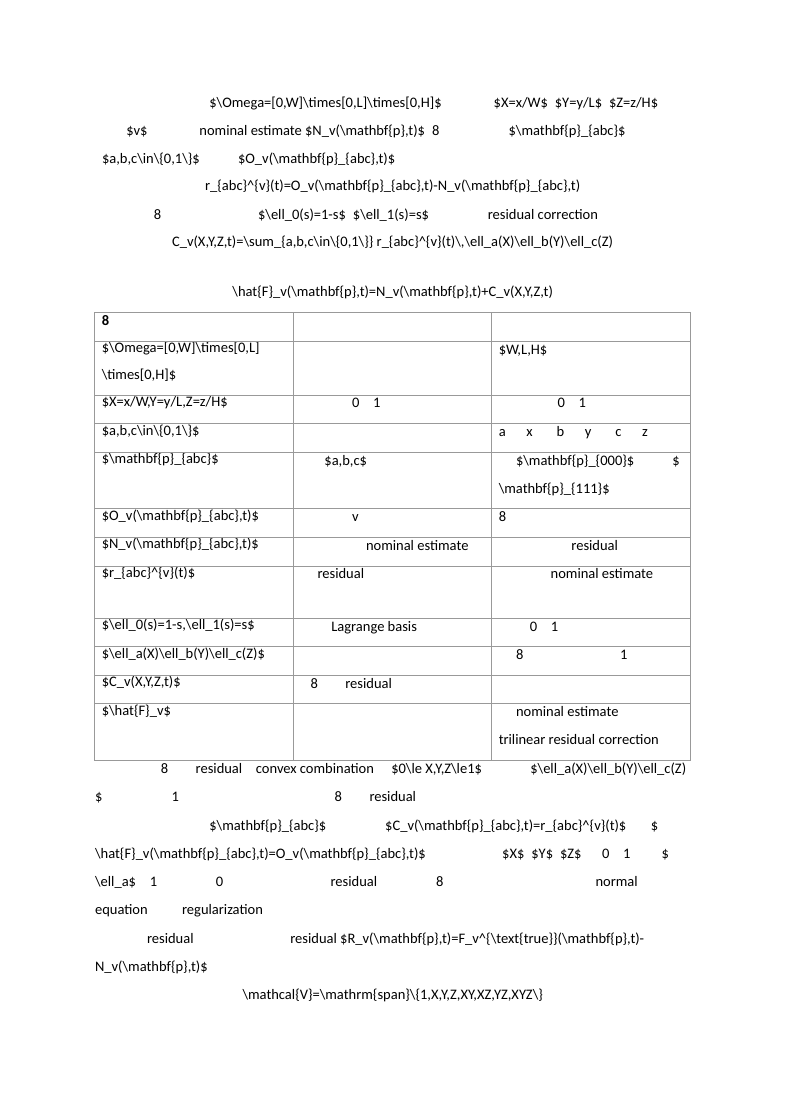 $\Omega=[0,W]\times[0,L]\times[0,H]$ $X=x/W$ $Y=y/L$ $Z=z/H$
$v$ nominal estimate $N_v(\mathbf{p},t)$ 8 $\mathbf{p}_{abc}$
$a,b,c\in\{0,1\}$ $O_v(\mathbf{p}_{abc},t)$
r_{abc}^{v}(t)=O_v(\mathbf{p}_{abc},t)-N_v(\mathbf{p}_{abc},t)
8 $\ell_0(s)=1-s$ $\ell_1(s)=s$ residual correction
C_v(X,Y,Z,t)=\sum_{a,b,c\in\{0,1\}} r_{abc}^{v}(t)\,\ell_a(X)\ell_b(Y)\ell_c(Z)
\hat{F}_v(\mathbf{p},t)=N_v(\mathbf{p},t)+C_v(X,Y,Z,t)
8
$\Omega=[0,W]\times[0,L]
\times[0,H]$
$W,L,H$
$X=x/W,Y=y/L,Z=z/H$ 0 1 0 1
$a,b,c\in\{0,1\}$ a x b y c z
$\mathbf{p}_{abc}$ $a,b,c$ $\mathbf{p}_{000}$ $
\mathbf{p}_{111}$
$O_v(\mathbf{p}_{abc},t)$ v 8
$N_v(\mathbf{p}_{abc},t)$ nominal estimate residual
$r_{abc}^{v}(t)$ residual nominal estimate
$\ell_0(s)=1-s,\ell_1(s)=s$ Lagrange basis 0 1
$\ell_a(X)\ell_b(Y)\ell_c(Z)$ 8 1
$C_v(X,Y,Z,t)$ 8 residual
$\hat{F}_v$ nominal estimate
trilinear residual correction
8 residual convex combination $0\le X,Y,Z\le1$ $\ell_a(X)\ell_b(Y)\ell_c(Z)
$ 1 8 residual
$\mathbf{p}_{abc}$ $C_v(\mathbf{p}_{abc},t)=r_{abc}^{v}(t)$ $
\hat{F}_v(\mathbf{p}_{abc},t)=O_v(\mathbf{p}_{abc},t)$ $X$ $Y$ $Z$ 0 1 $
\ell_a$ 1 0 residual 8 normal
equation regularization
residual residual $R_v(\mathbf{p},t)=F_v^{\text{true}}(\mathbf{p},t)-
N_v(\mathbf{p},t)$
\mathcal{V}=\mathrm{span}\{1,X,Y,Z,XY,XZ,YZ,XYZ\}